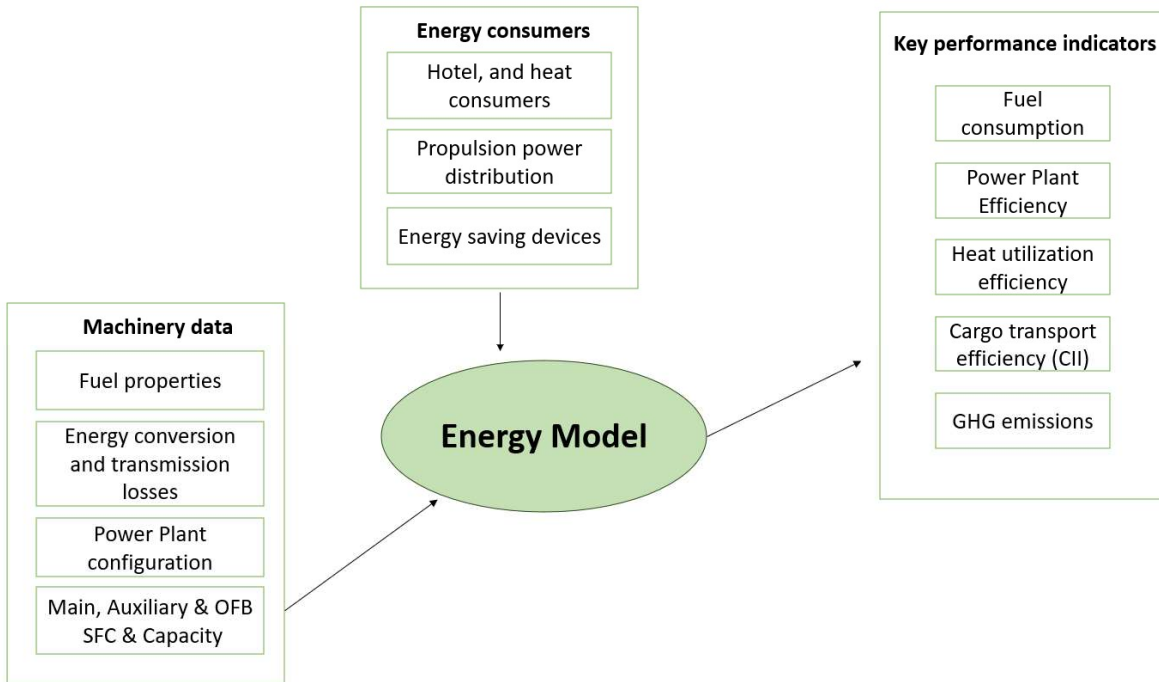 Energy consumers
Hotel, and heat
consumers
Propulsion power
distribution
Energy saving devices
Machinery data
Fuel properties
Energy conversion
and transmission
losses
Power Plant
configuration
Main, Auxiliary & OFB
SFC & Capacity
Energy Model
Key performance indicators
Fuel
consumption
Power Plant
Efficiency
Heat utilization
efficiency
Cargo transport
efficiency (CII)
GHG emissions